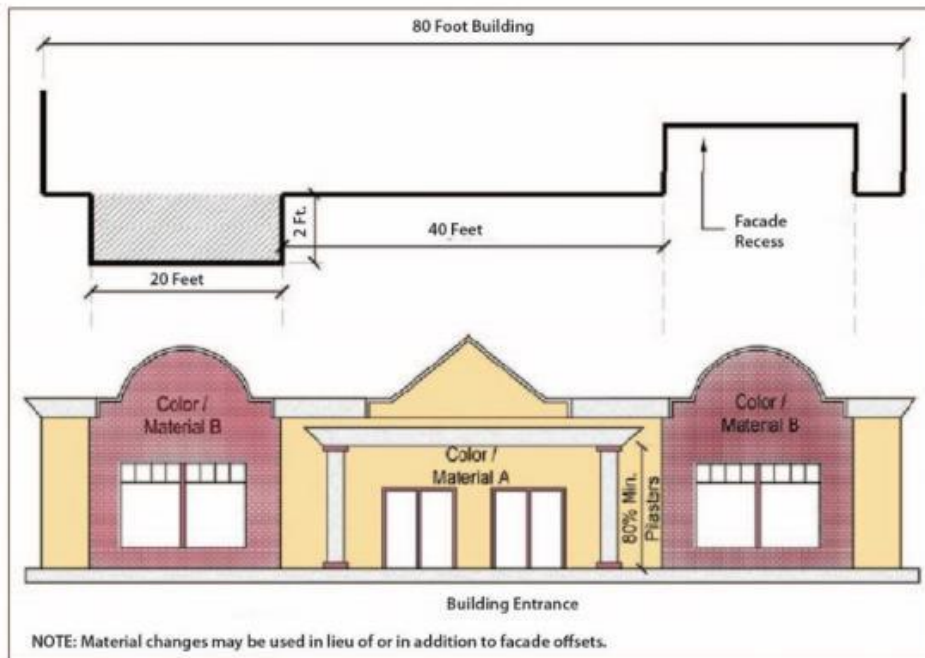 80 Foot Building
2 Ft.
40 Feet
Facade
Recess
20 Feet
Color /
Material B
Color /
Material A
80% Min.
Pilasters
Color /
Material B
Building Entrance
NOTE: Material changes may be used in lieu of or in addition to facade offsets.